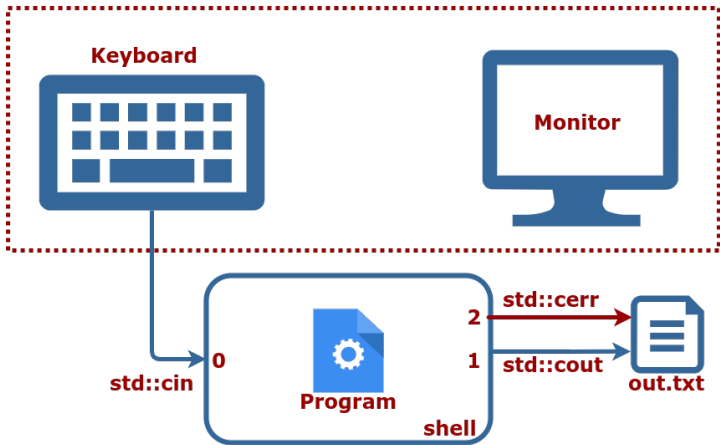 Keyboard
Monitor
std::cerr
2
0
1
std::cout
std::cin
Program
out.txt
shell